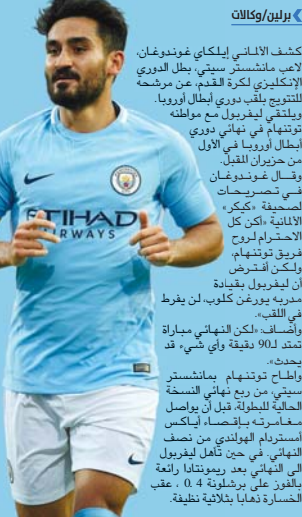 برلين/وكالات
كشف الألماني إيلكاي غوندوغان،
لاعب مانشستر سيتي، بطل الدوري
الإنكليزي لكرة القدم، عن مرشحه
للتتويج بلقب دوري أبطال أوروبا.
ويلتقي ليفربول مع مواطنه
توتنهام في نهائي دوري
أبطال أوروبا في الأول
من حزيران المقبل.
وقال غوندوغان
في تصريحات
لصحيفة «كيكر»
الألمانية «أكن كل
الاحترام لروح
فريق توتنهام،
ولكن أفترض
أن ليفربول بقيادة
مدربه يورغن كلوب، لن يفرط
في اللقب».
وأضاف: «لكن النهائي مباراة
تمتد لـ90 دقيقة وأي شيء قد
يحدث».
وأطاح توتنهام بمانشستر
سيتي، من ربع نهائي النسخة
الحالية للبطولة، قبل أن يواصل
مغامرته بإقصاء أياكس
أمستردام الهولندي من نصف
النهائي. في حين تأهل ليفربول
الى النهائي بعد ريمونتادا رائعة
بالفوز على برشلونة 4 ـ 0، عقب
الخسارة ذهابا بثلاثية نظيفة.
ETIHAD
AIRWAYS